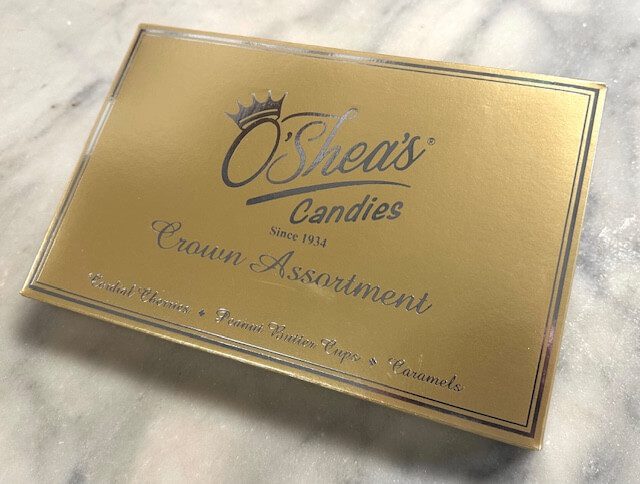 O'Shea's®
Candies
Since 1934
Crown Assortment
Cordial Cherries ♦ Peanut Butter Cups ♦ Caramels